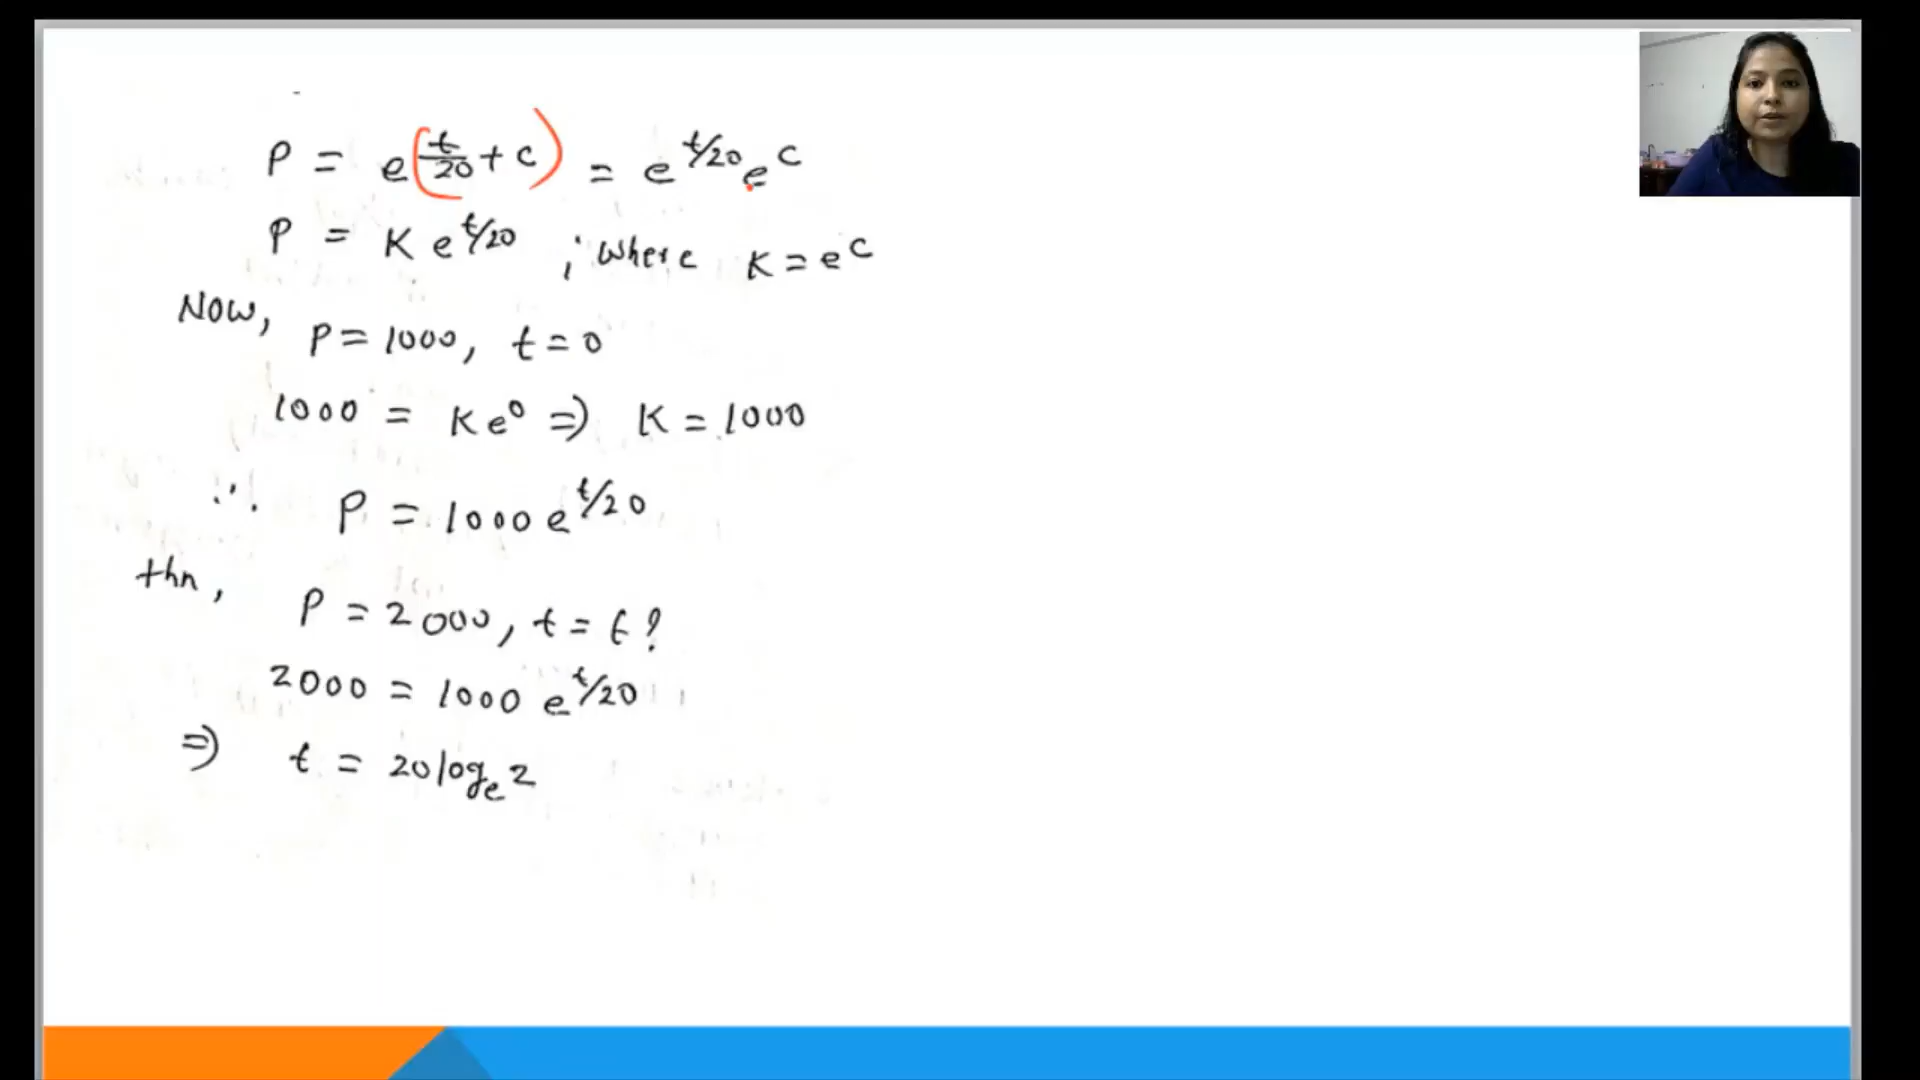 P = e(t/20 + c) = e^t/20 e^c
P = K e^t/20 ; where K = e^c
Now, P = 1000, t = 0
1000 = K e^0 => K = 1000
∴ P = 1000 e^t/20
thn, P = 2000, t = t?
2000 = 1000 e^t/20
=> t = 20 log_e 2